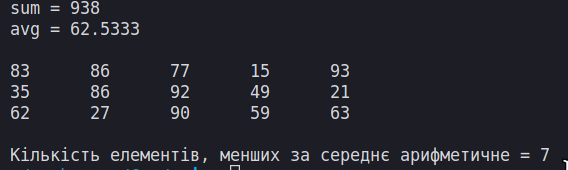 sum = 938
avg = 62.5333
83 86 77 15 93
35 86 92 49 21
62 27 90 59 63
Кількість елементів, менших за середнє арифметичне = 7